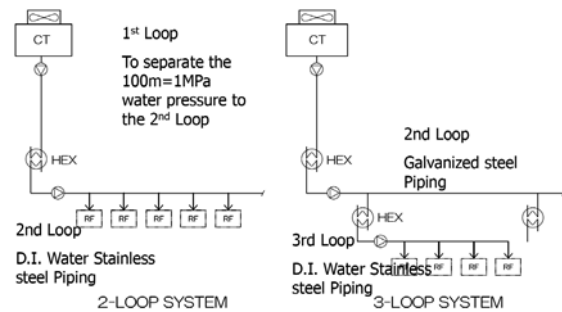 CT
1st Loop
To separate the
100m=1MPa
water pressure to
the 2nd Loop
HEX
RF RF RF RF RF
2nd Loop
D.I. Water Stainless
steel Piping
2-LOOP SYSTEM
CT
2nd Loop
Galvanized steel
Piping
HEX
3rd Loop
D.I. Water Stainless
steel Piping
RF RF RF RF
3-LOOP SYSTEM